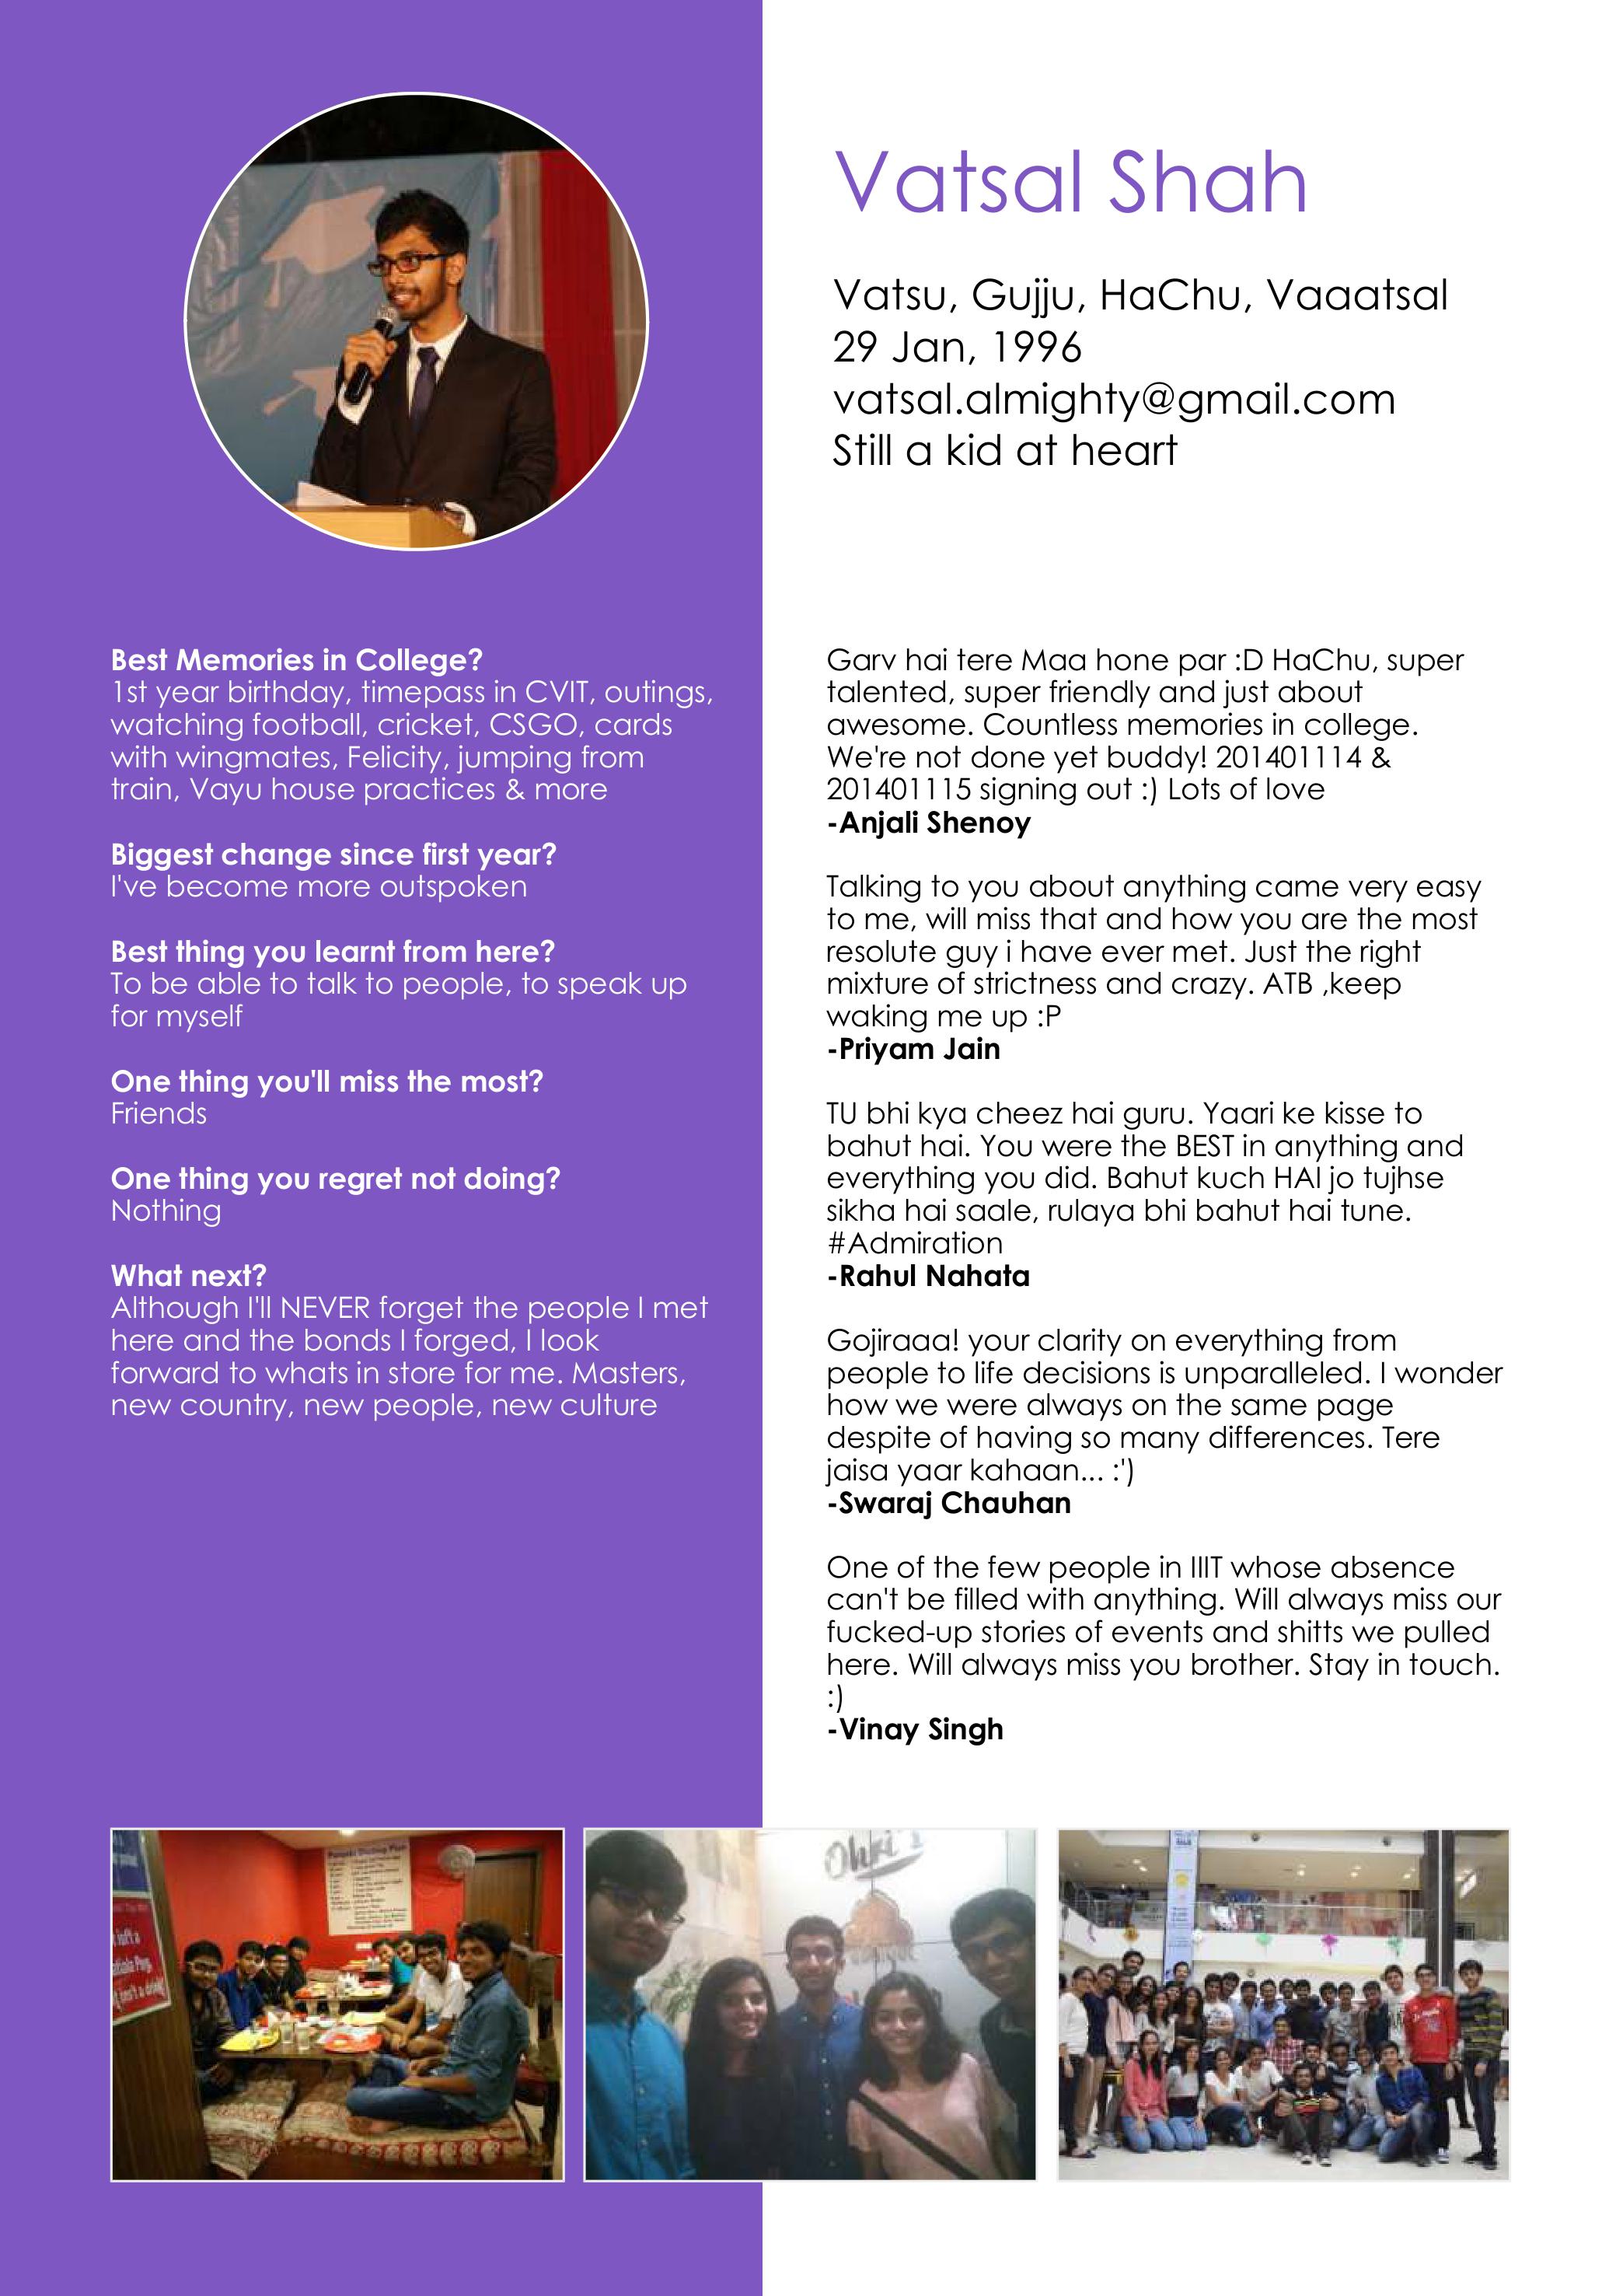 Vatsal Shah
Vatsu, Gujju, HaChu, Vaaatsal
29 Jan, 1996
vatsal.almighty@gmail.com
Still a kid at heart
Best Memories in College?
1st year birthday, timepass in CVIT, outings,
watching football, cricket, CSGO, cards
with wingmates, Felicity, jumping from
train, Vayu house practices & more
Biggest change since first year?
I've become more outspoken
Best thing you learnt from here?
To be able to talk to people, to speak up
for myself
One thing you'll miss the most?
Friends
One thing you regret not doing?
Nothing
What next?
Although I'll NEVER forget the people I met
here and the bonds I forged, I look
forward to whats in store for me. Masters,
new country, new people, new culture
Garv hai tere Maa hone par :D HaChu, super
talented, super friendly and just about
awesome. Countless memories in college.
We're not done yet buddy! 201401114 &
201401115 signing out :) Lots of love
-Anjali Shenoy
Talking to you about anything came very easy
to me, will miss that and how you are the most
resolute guy i have ever met. Just the right
mixture of strictness and crazy. ATB ,keep
waking me up :P
-Priyam Jain
TU bhi kya cheez hai guru. Yaari ke kisse to
bahut hai. You were the BEST in anything and
everything you did. Bahut kuch HAI jo tujhse
sikha hai saale, rulaya bhi bahut hai tune.
#Admiration
-Rahul Nahata
Gojiraaa! your clarity on everything from
people to life decisions is unparalleled. I wonder
how we were always on the same page
despite of having so many differences. Tere
jaisa yaar kahaan... :')
-Swaraj Chauhan
One of the few people in IIIT whose absence
can't be filled with anything. Will always miss our
fucked-up stories of events and shitts we pulled
here. Will always miss you brother. Stay in touch.
:)
-Vinay Singh